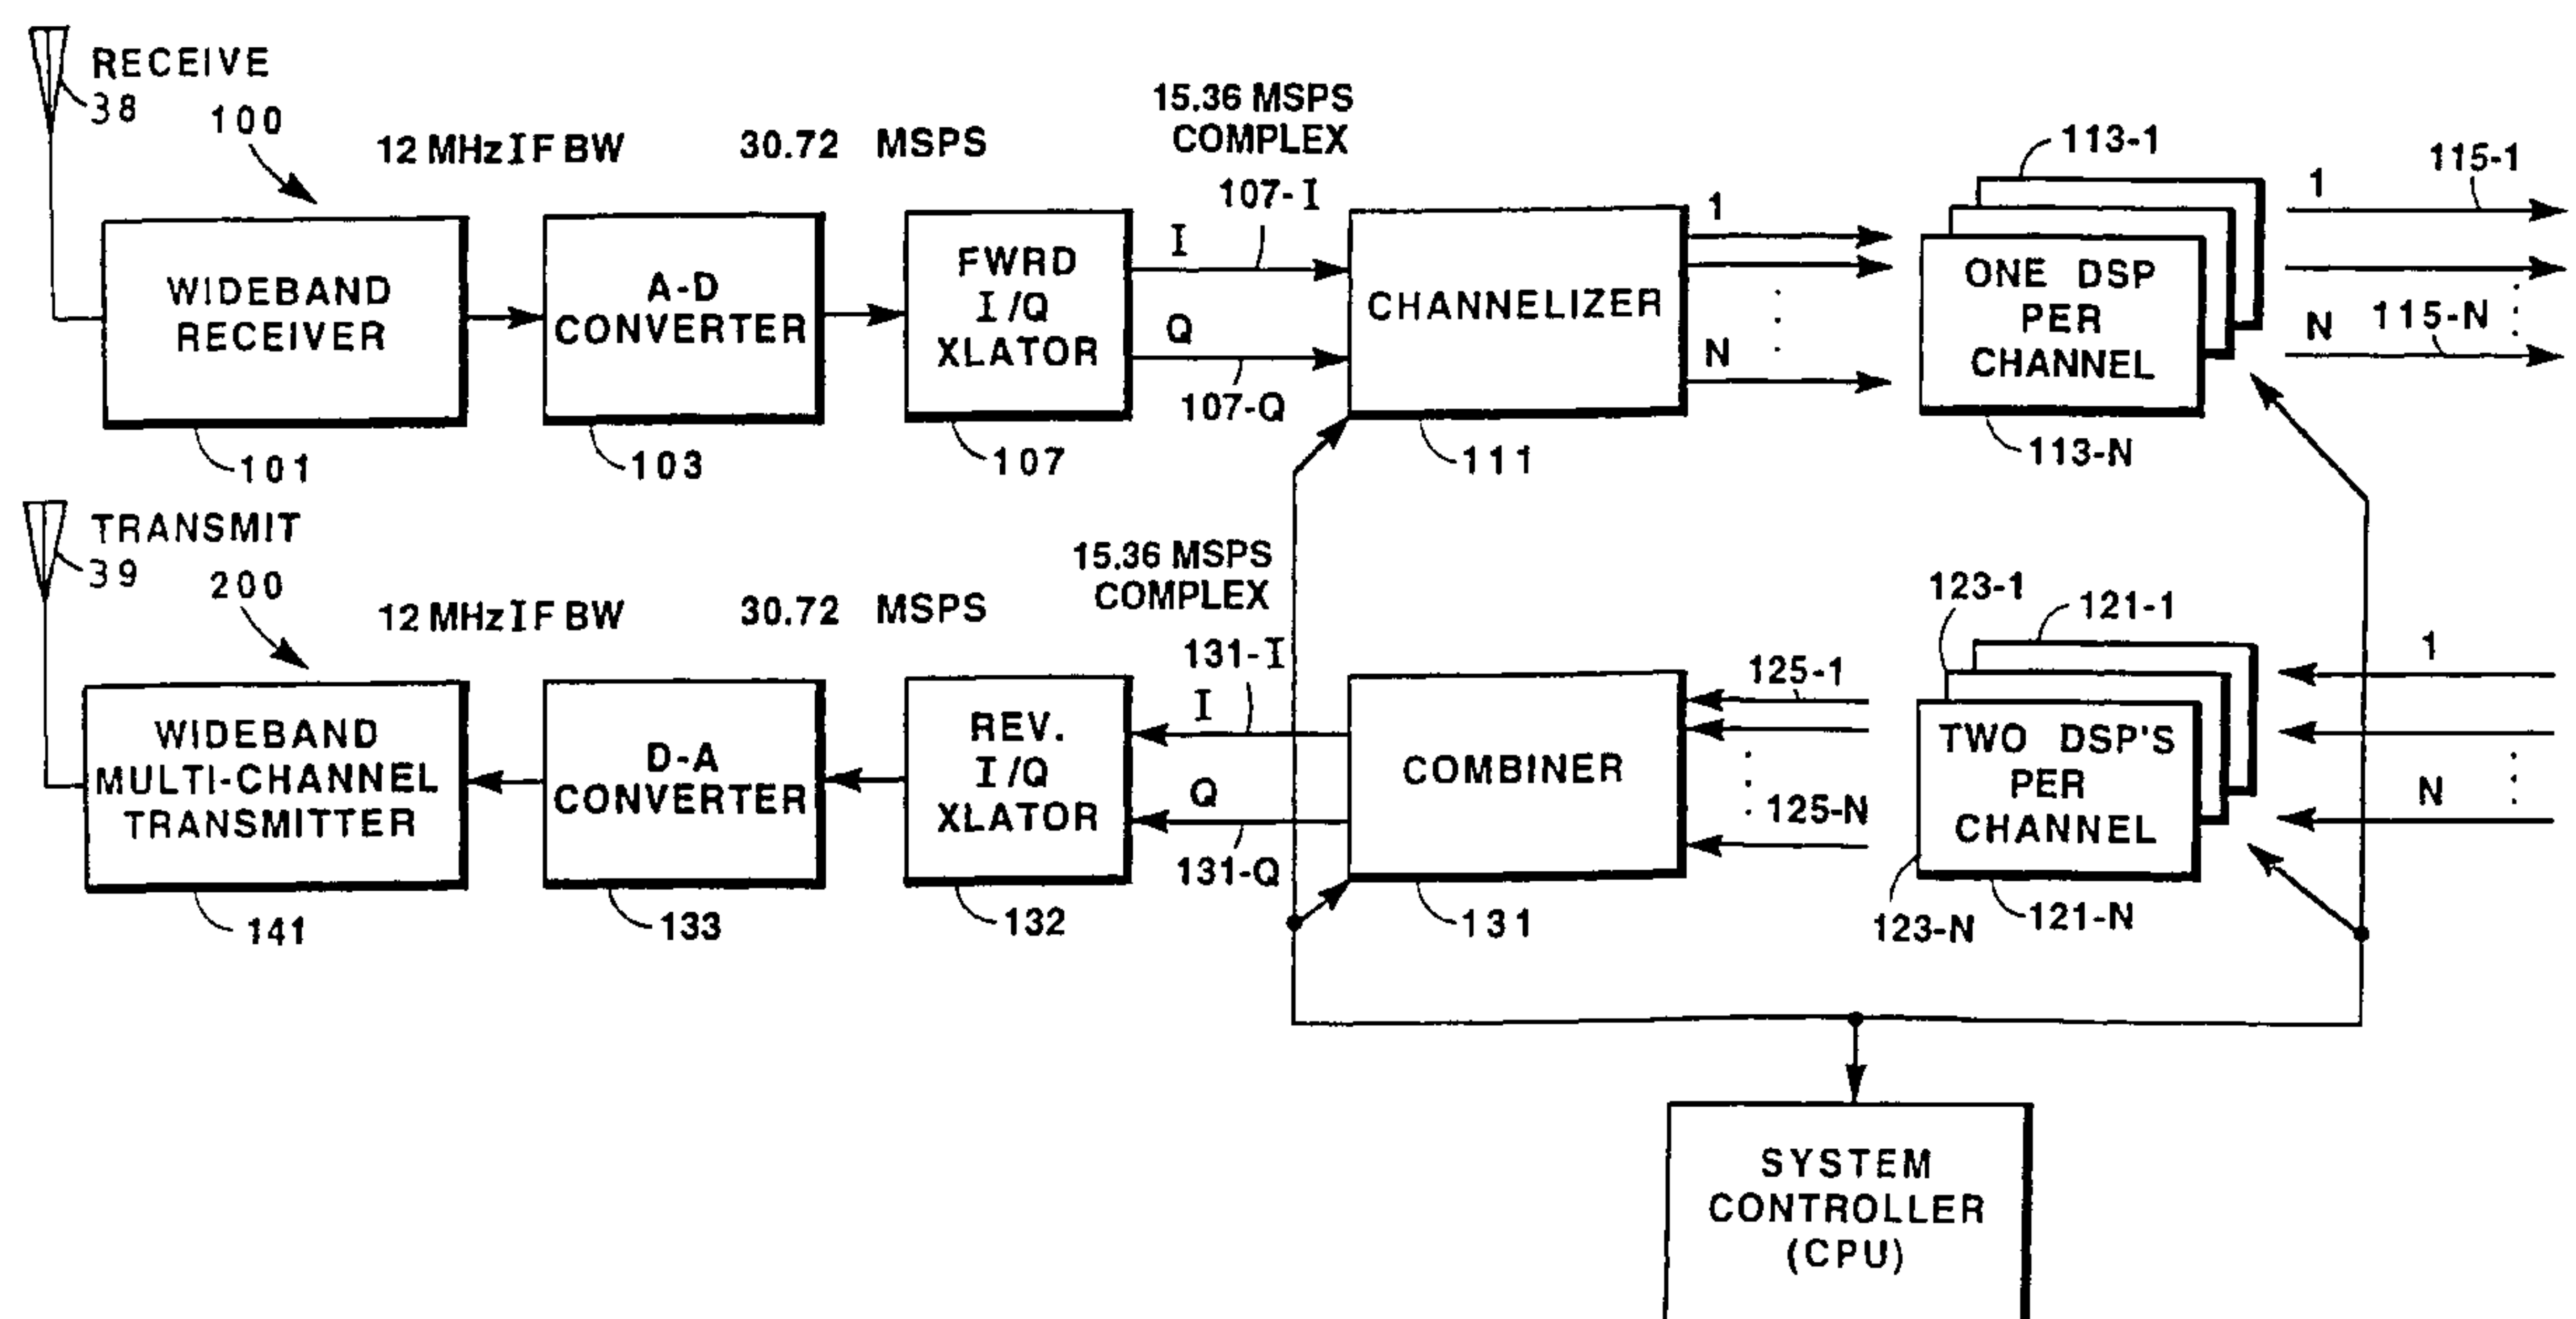 RECEIVE
38
100
12 MHz IF BW
30.72 MSPS
15.36 MSPS
COMPLEX
107-I
I
Q
107-Q
WIDEBAND
RECEIVER
101
A-D
CONVERTER
103
FWRD
I/Q
XLATOR
107
CHANNELIZER
111
1
N
113-1
ONE DSP
PER
CHANNEL
113-N
1
115-1
N
115-N
TRANSMIT
39
200
12 MHz IF BW
30.72 MSPS
15.36 MSPS
COMPLEX
131-I
I
Q
131-Q
WIDEBAND
MULTI-CHANNEL
TRANSMITTER
141
D-A
CONVERTER
133
REV.
I/Q
XLATOR
132
COMBINER
131
125-1
125-N
123-1
121-1
TWO DSP'S
PER
CHANNEL
123-N
121-N
1
N
SYSTEM
CONTROLLER
(CPU)